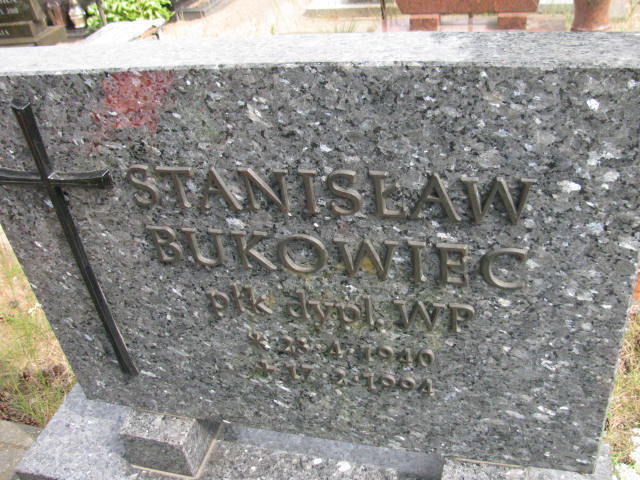 STANISŁAW
BUKOWIEC
płk dypl. WP
* 23·4·1940
+ 17·2·1994